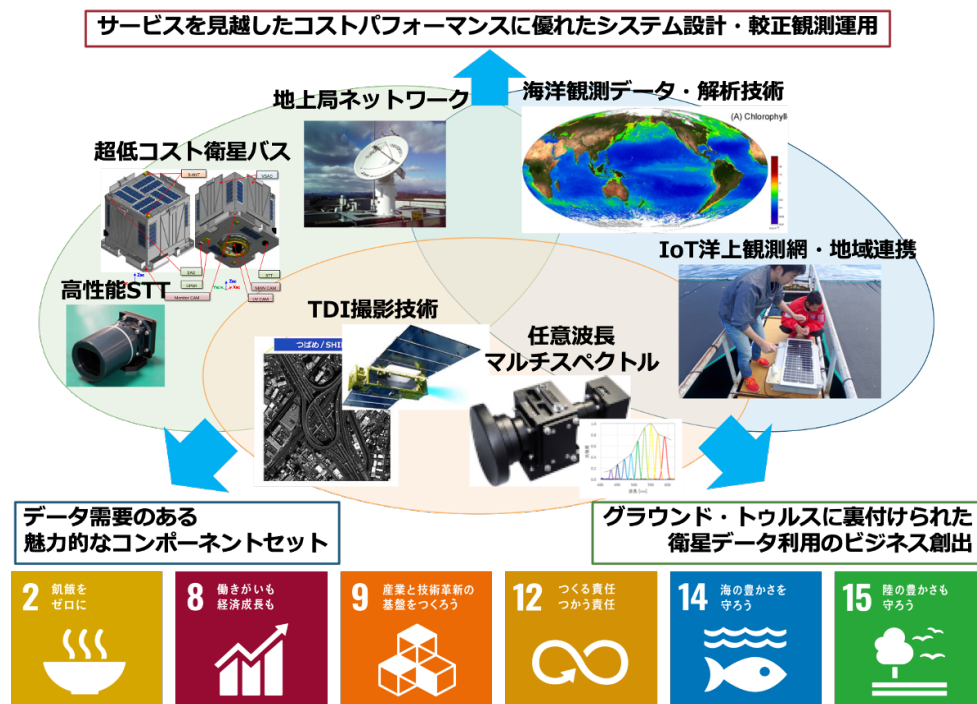 サービスを見越したコストパフォーマンスに優れたシステム設計・較正観測運用
地上局ネットワーク
海洋観測データ・解析技術
(A) Chlorophyll
超低コスト衛星バス
IoT洋上観測網・地域連携
高性能STT
TDI撮影技術
つばめ/SHI
任意波長
マルチスペクトル
データ需要のある
魅力的なコンポーネントセット
グラウンド・トゥルスに裏付けられた
衛星データ利用のビジネス創出
2 飢餓を
ゼロに
8 働きがいも
経済成長も
9 産業と技術革新の
基盤をつくろう
12 つくる責任
つかう責任
14 海の豊かさを
守ろう
15 陸の豊かさも
守ろう